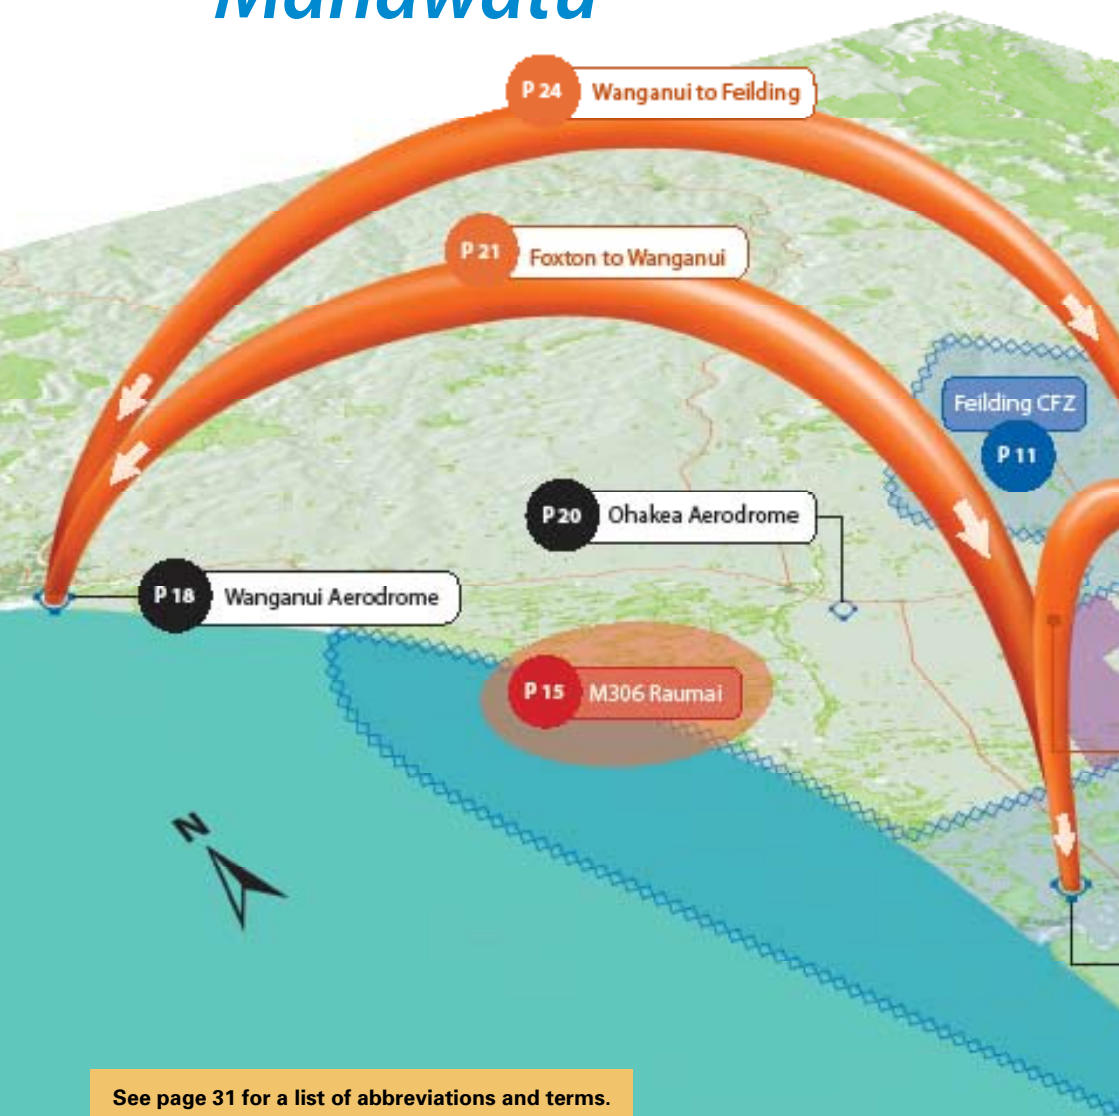 Manawatu
P 24 Wanganui to Feilding
P 21 Foxton to Wanganui
Feilding CFZ
P 11
P 20 Ohakea Aerodrome
P 18 Wanganui Aerodrome
P 15 M306 Raumai
N
See page 31 for a list of abbreviations and terms.